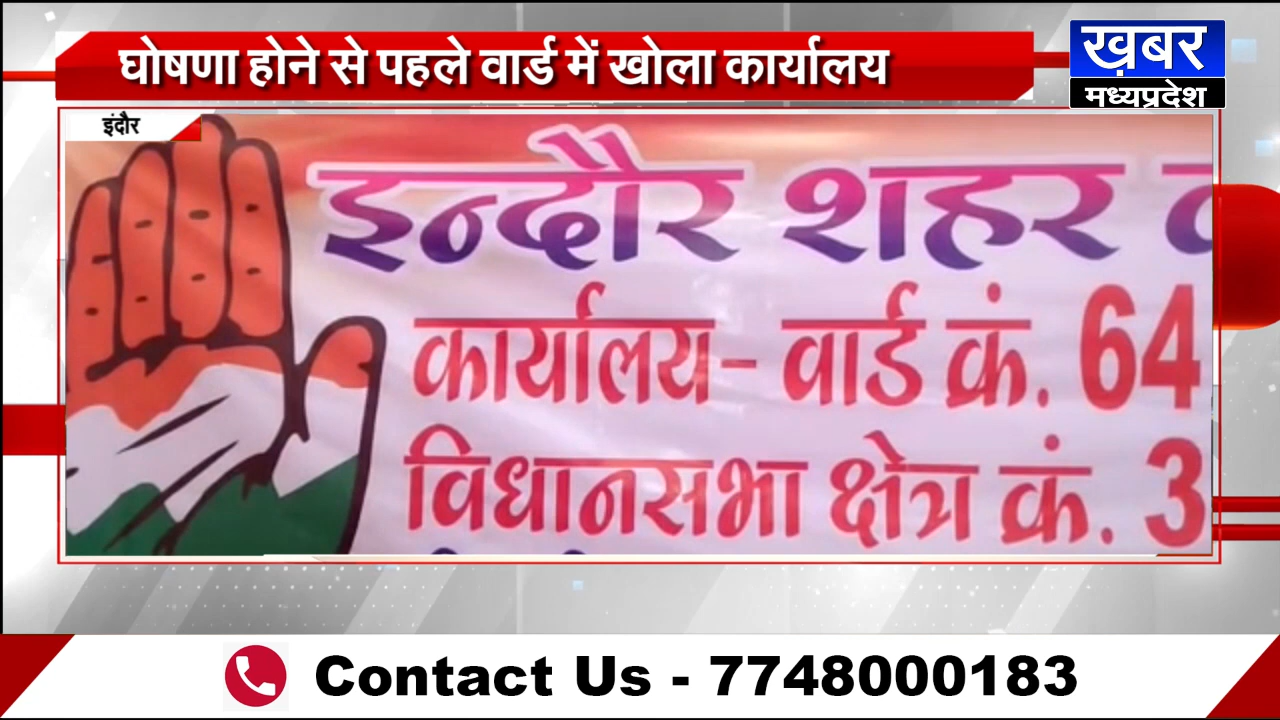 घोषणा होने से पहले वार्ड में खोला कार्यालय
ख़बर
मध्यप्रदेश
इंदौर
इन्दौर शहर
कार्यालय- वार्ड क्रं. 64
विधानसभा क्षेत्र क्रं. 3
Contact Us - 7748000183